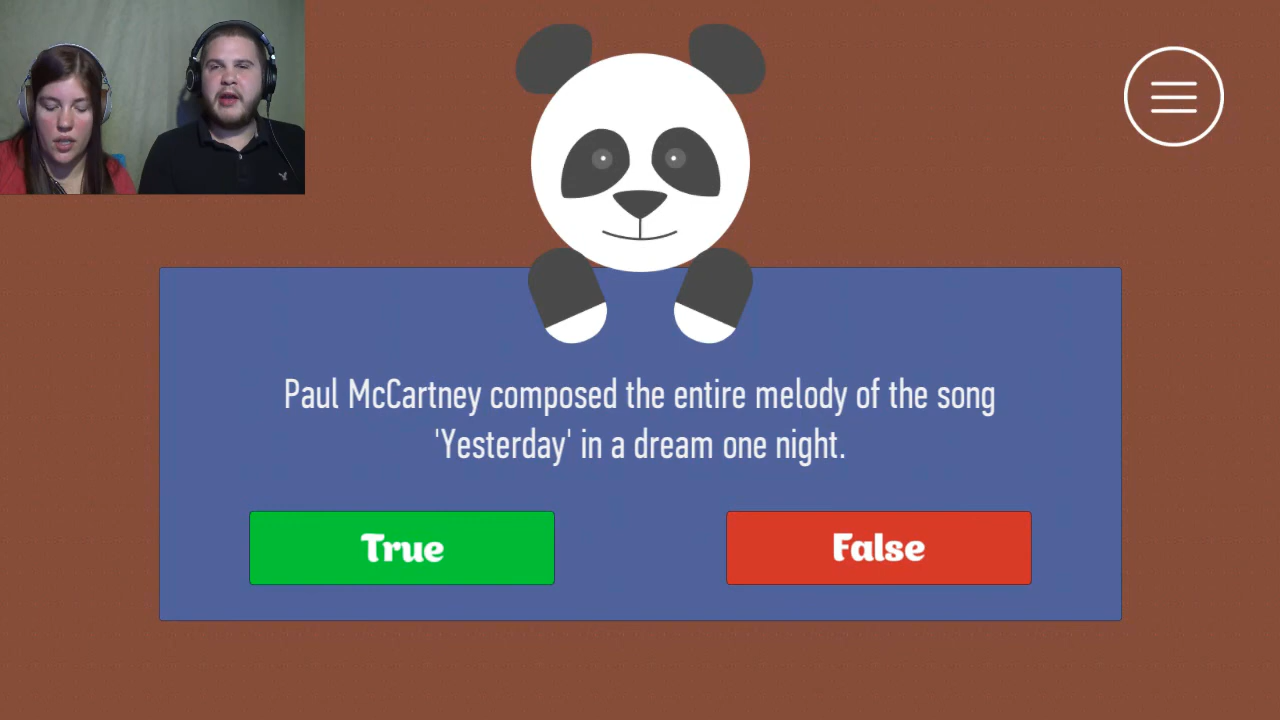 Paul McCartney composed the entire melody of the song
'Yesterday' in a dream one night.
True
False